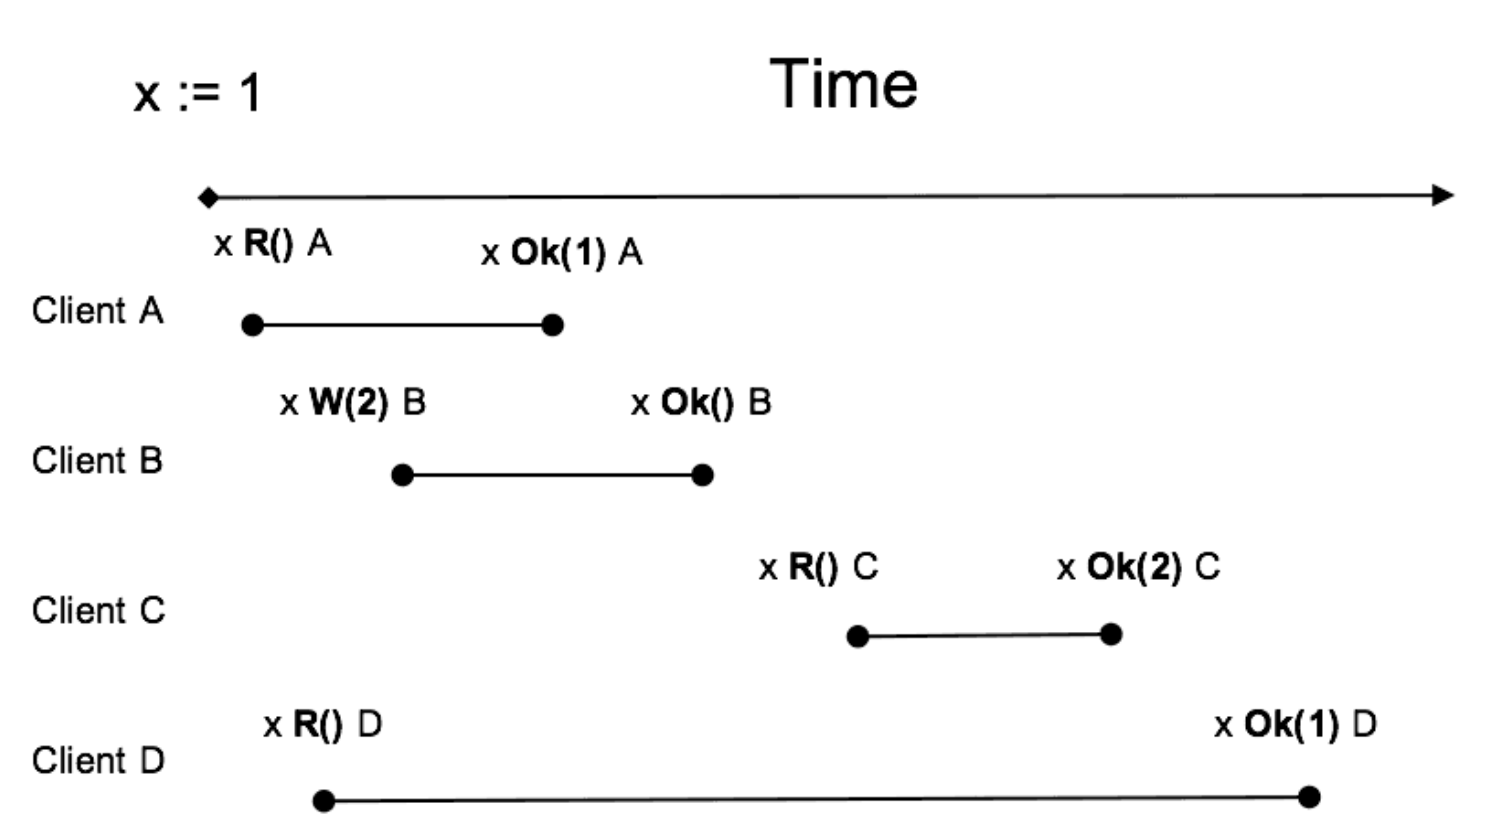 Time
x := 1
x R() A
x Ok(1) A
Client A
x W(2) B
x Ok() B
Client B
x R() C
x Ok(2) C
Client C
x R() D
x Ok(1) D
Client D